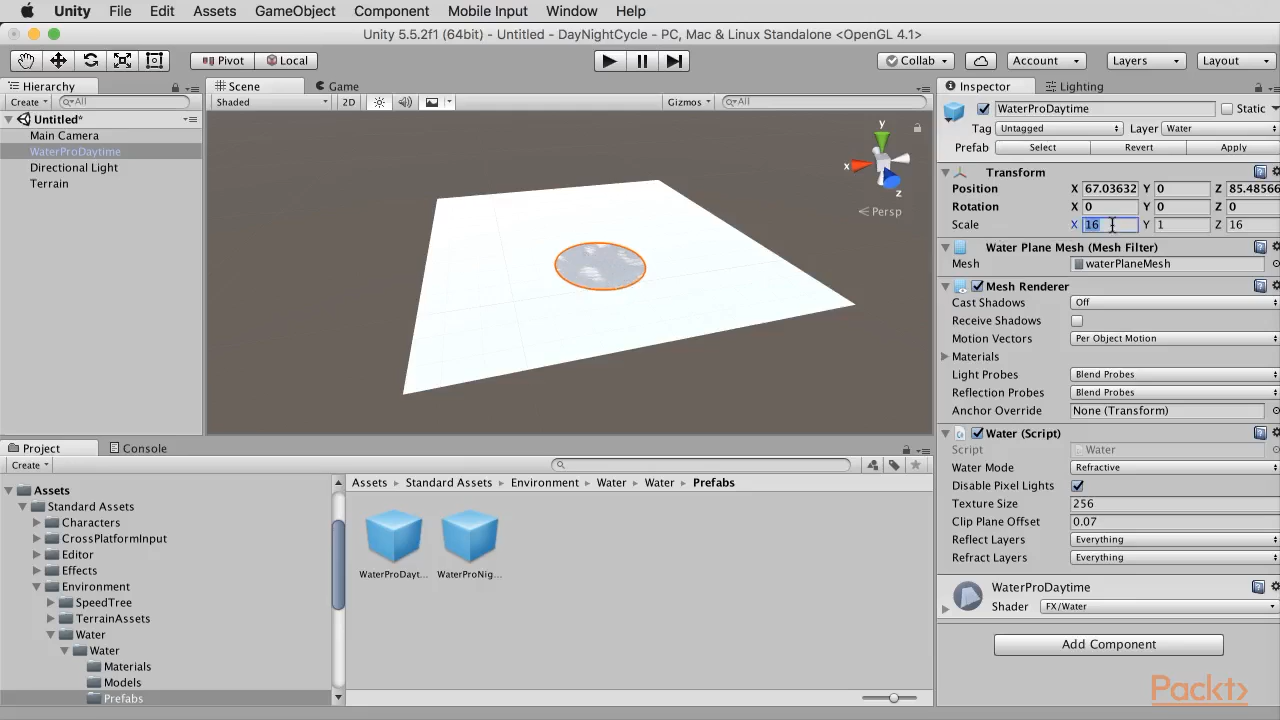 Unity File Edit Assets GameObject Component Mobile Input Window Help
Unity 5.5.2f1 (64bit) - Untitled - DayNightCycle - PC, Mac & Linux Standalone <OpenGL 4.1>
Pivot Local Collab Account Layers Layout
Hierarchy Scene Game Inspector Lighting
Create All Shaded 2D Gizmos All
Untitled*
Main Camera
WaterProDaytime
Directional Light
Terrain
y
x
z
Persp
WaterProDaytime Static
Tag Untagged Layer Water
Prefab Select Revert Apply
Transform
Position X 67.03632 Y 0 Z 85.48566
Rotation X 0 Y 0 Z 0
Scale X 16 Y 1 Z 16
Water Plane Mesh (Mesh Filter)
Mesh waterPlaneMesh
Mesh Renderer
Cast Shadows Off
Receive Shadows
Motion Vectors Per Object Motion
Materials
Light Probes Blend Probes
Reflection Probes Blend Probes
Anchor Override None (Transform)
Water (Script)
Script Water
Water Mode Refractive
Disable Pixel Lights
Texture Size 256
Clip Plane Offset 0.07
Reflect Layers Everything
Refract Layers Everything
WaterProDaytime
Shader FX/Water
Add Component
Project Console
Create
Assets
Standard Assets
Characters
CrossPlatformInput
Editor
Effects
Environment
SpeedTree
TerrainAssets
Water
Water
Materials
Models
Prefabs
Assets Standard Assets Environment Water Water Prefabs
WaterProDayt... WaterProNig...
Packt>